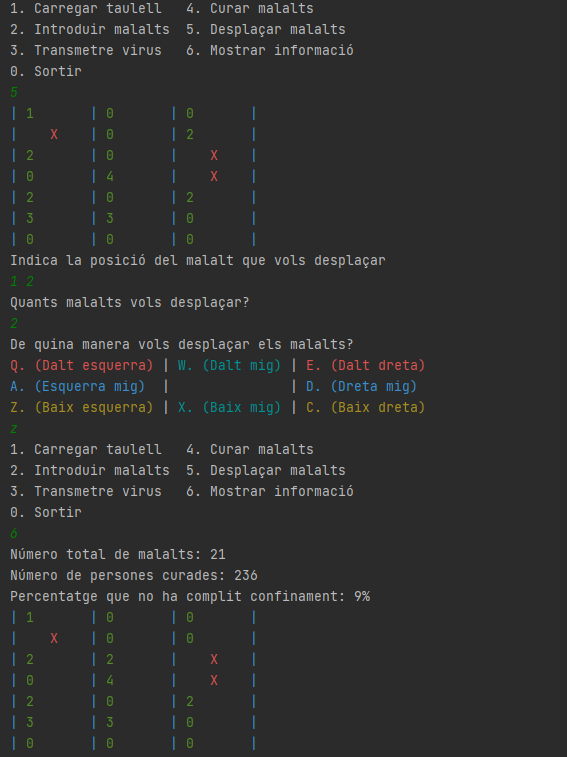 1. Carregar taulell   4. Curar malalts
2. Introduir malalts  5. Desplaçar malalts
3. Transmetre virus   6. Mostrar informació
0. Sortir
5
| 1       | 0       | 0       |
|    X    | 0       | 2       |
| 2       | 0       |    X    |
| 0       | 4       |    X    |
| 2       | 0       | 2       |
| 3       | 3       | 0       |
| 0       | 0       | 0       |
Indica la posició del malalt que vols desplaçar
1 2
Quants malalts vols desplaçar?
2
De quina manera vols desplaçar els malalts?
Q. (Dalt esquerra) | W. (Dalt mig) | E. (Dalt dreta)
A. (Esquerra mig)  |               | D. (Dreta mig)
Z. (Baix esquerra) | X. (Baix mig) | C. (Baix dreta)
z
1. Carregar taulell   4. Curar malalts
2. Introduir malalts  5. Desplaçar malalts
3. Transmetre virus   6. Mostrar informació
0. Sortir
6
Número total de malalts: 21
Número de persones curades: 236
Percentatge que no ha complit confinament: 9%
| 1       | 0       | 0       |
|    X    | 0       | 0       |
| 2       | 2       |    X    |
| 0       | 4       |    X    |
| 2       | 0       | 2       |
| 3       | 3       | 0       |
| 0       | 0       | 0       |